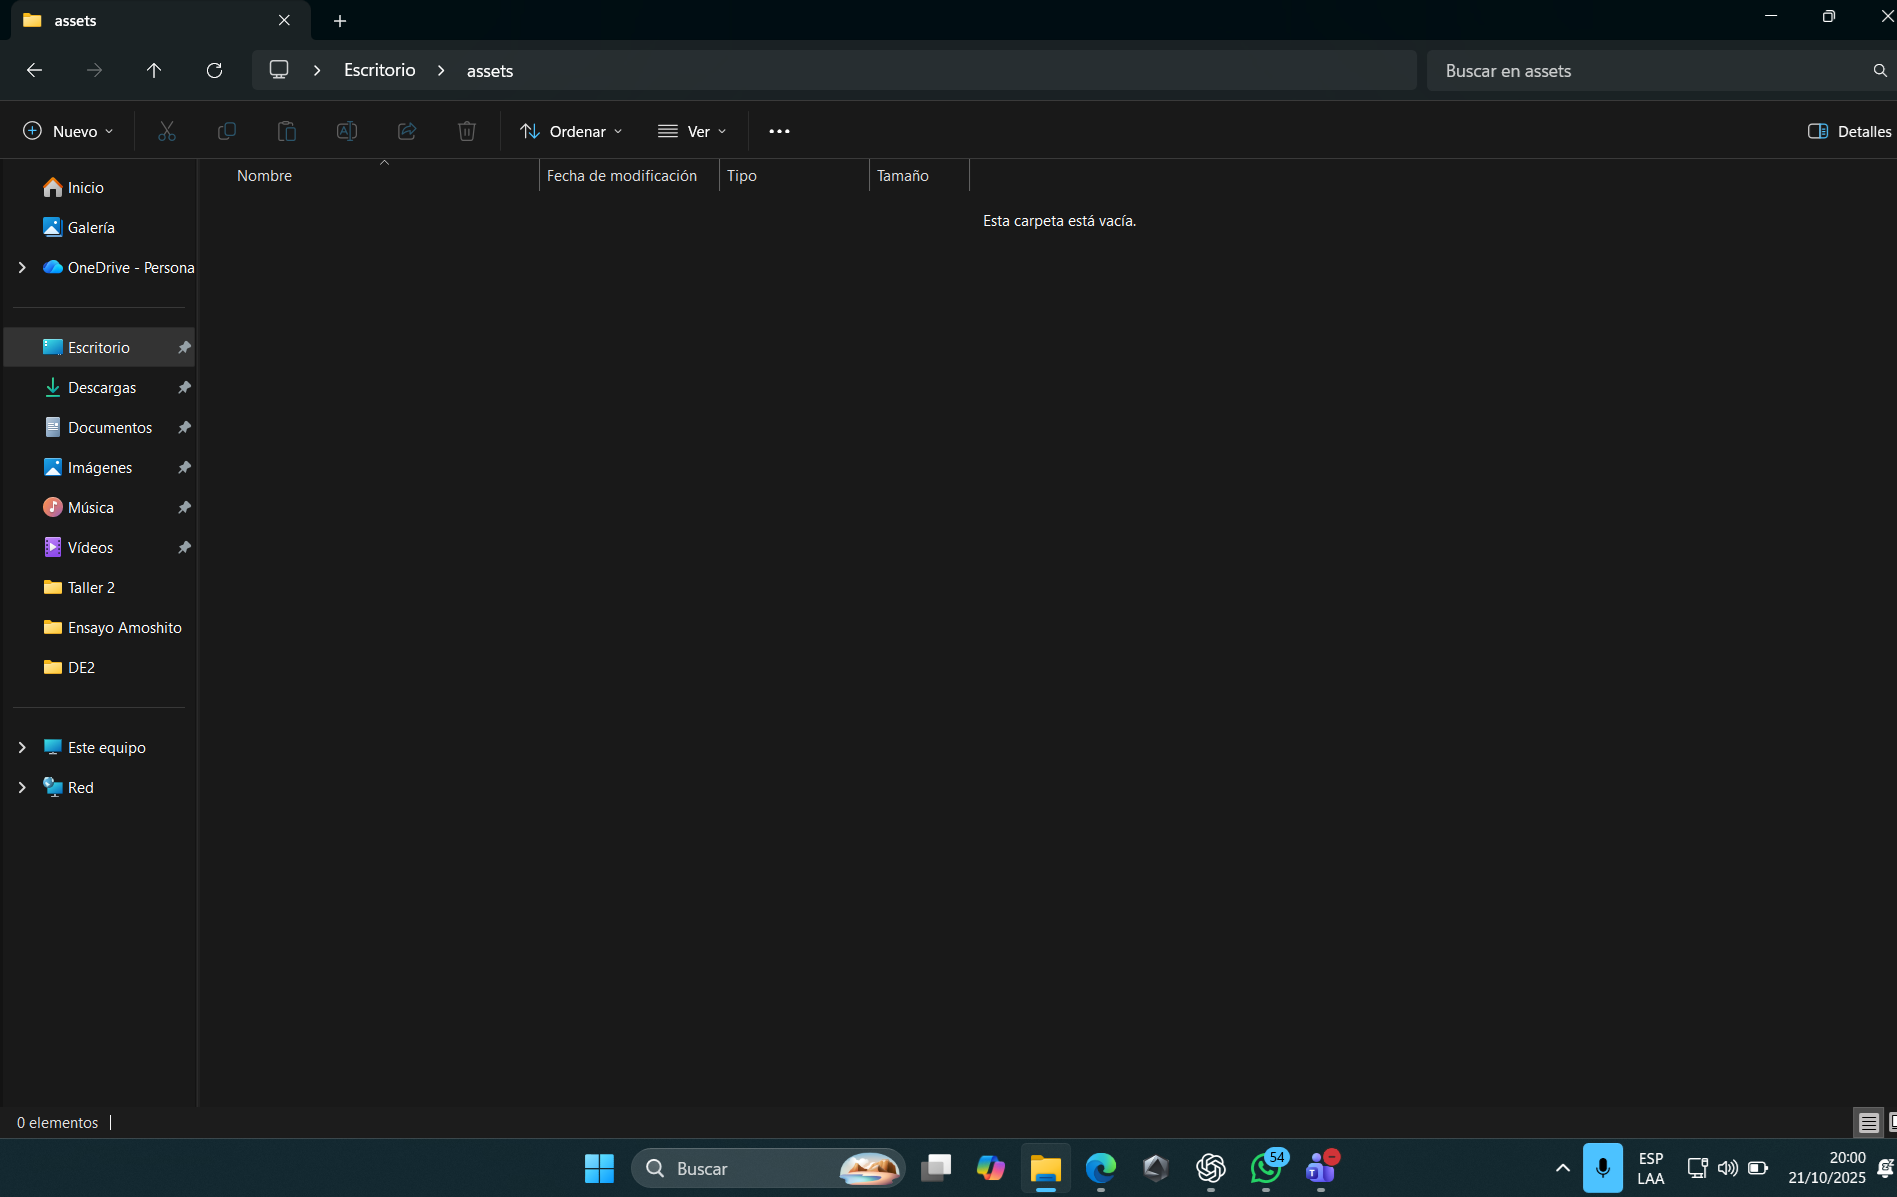 assets
Escritorio
assets
Buscar en assets
Nuevo
Ordenar
Ver
Detalles
Nombre
Fecha de modificación
Tipo
Tamaño
Esta carpeta está vacía.
Inicio
Galería
OneDrive - Persona
Escritorio
Descargas
Documentos
Imágenes
Música
Vídeos
Taller 2
Ensayo Amoshito
DE2
Este equipo
Red
0 elementos
Buscar
54
ESP
LAA
20:00
21/10/2025